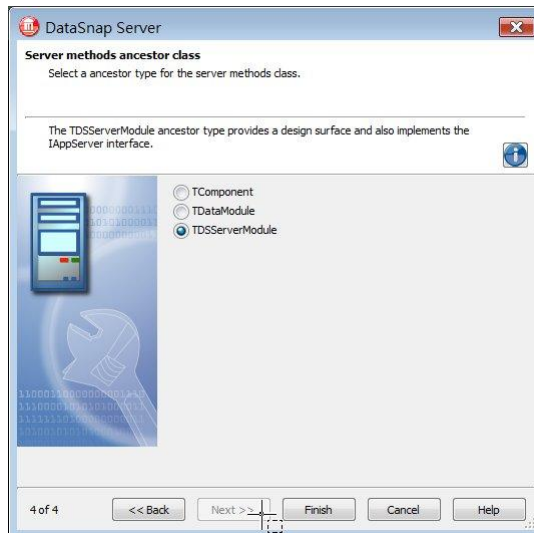 DataSnap Server
Server methods ancestor class
Select a ancestor type for the server methods class.
The TDSServerModule ancestor type provides a design surface and also implements the
IAppServer interface.
TComponent
TDataModule
TDSServerModule
4 of 4
<< Back
Next >>
Finish
Cancel
Help